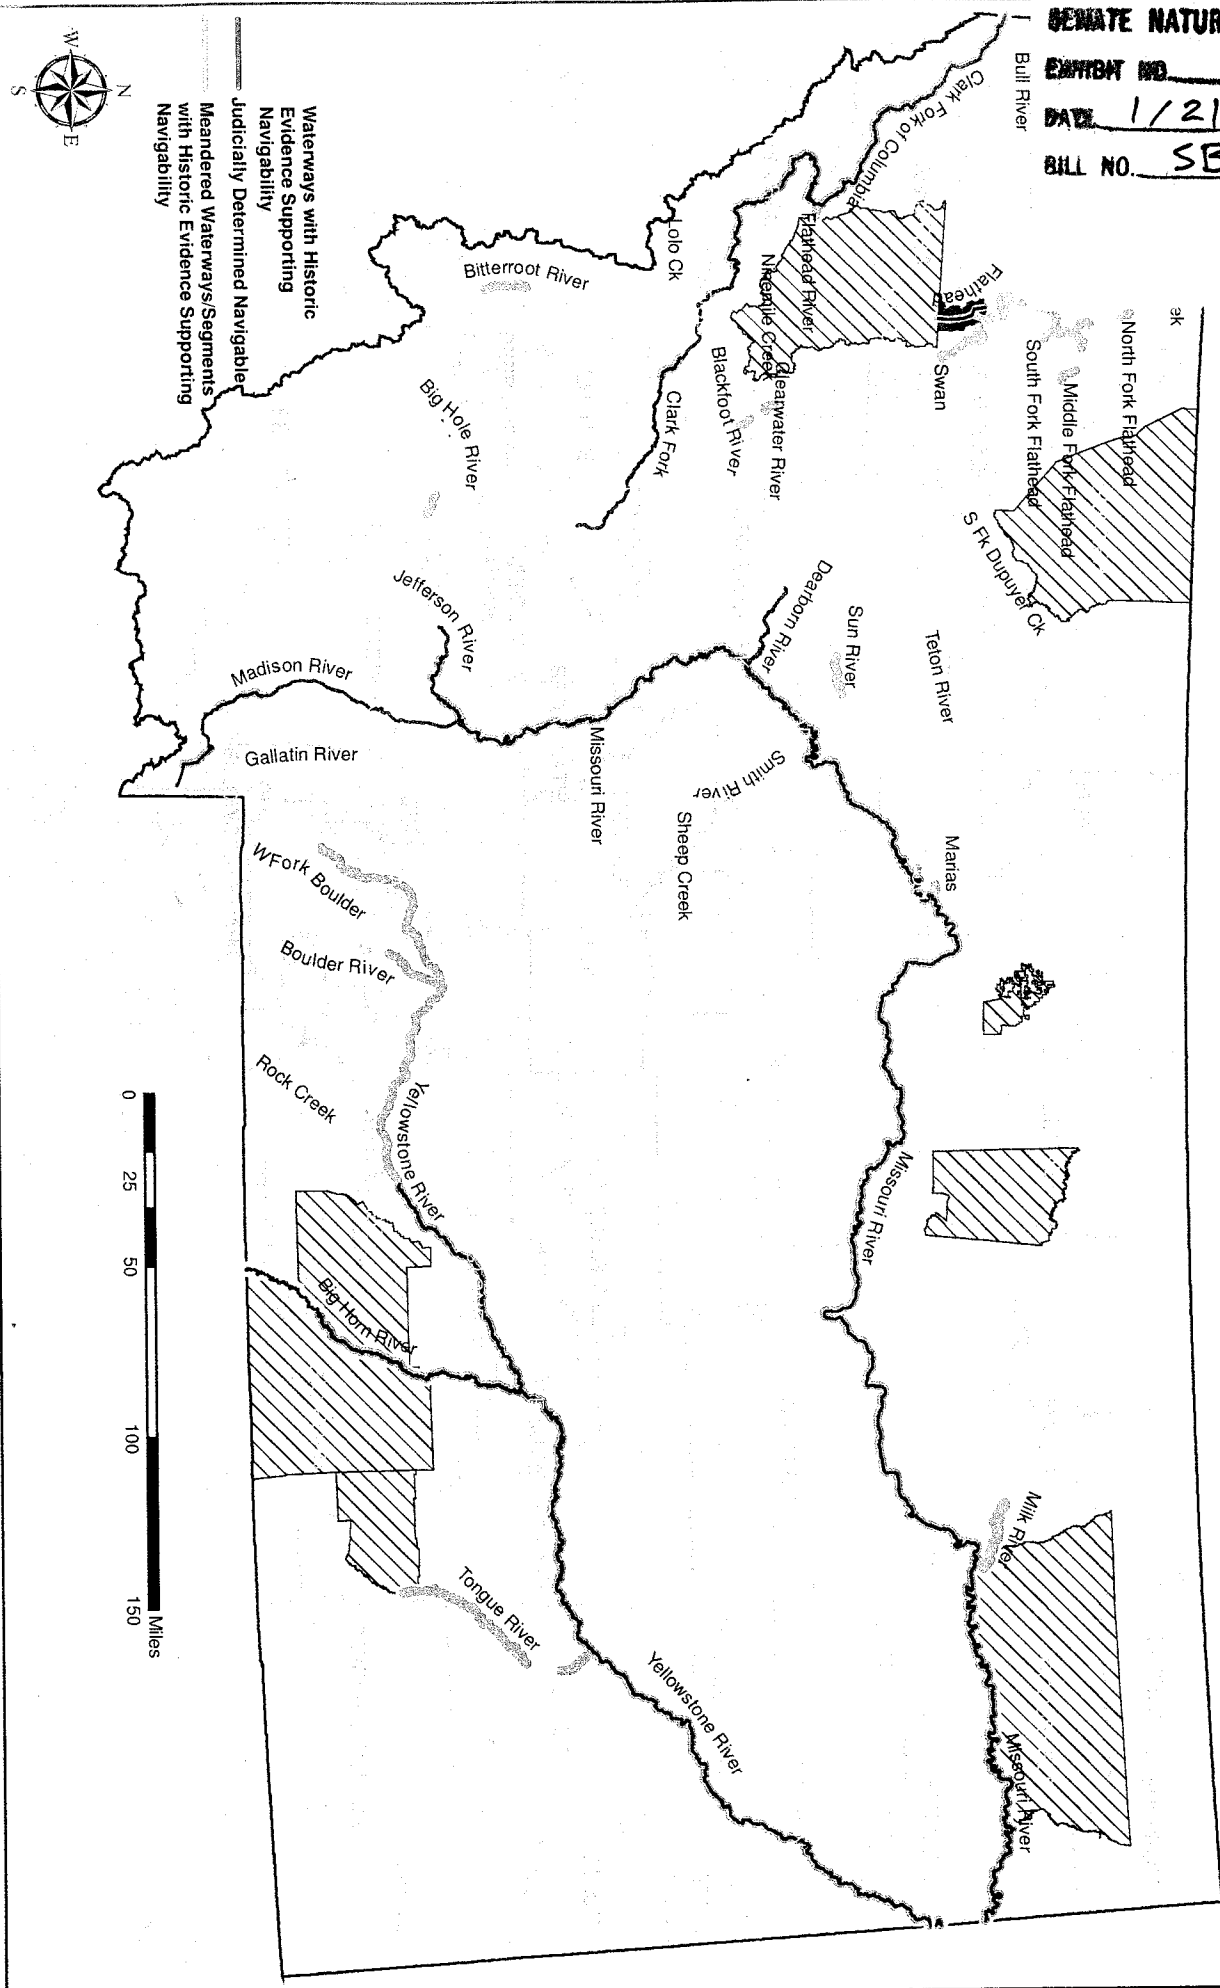 SENATE NATUR
EXHIBIT NO.
DATE 1/21
BILL NO. SE
Bull River
Clark Fork of Columbia
Flathead River
Ninemile Creek
Clearwater River
Blackfoot River
Clark Fork
Lolo Ck
Bitterroot River
Big Hole River
Flathead
Swan
South Fork Flathead
Middle Fork Flathead
North Fork Flathead
ek
S Fk Dupuyer Ck
Dearborn River
Sun River
Teton River
Jefferson River
Madison River
Gallatin River
Missouri River
Smith River
Sheep Creek
Marias
W Fork Boulder
Boulder River
Rock Creek
Yellowstone River
Big Horn River
Missouri River
Milk River
Missouri River
Tongue River
Yellowstone River
N
W
E
S
Waterways with Historic
Evidence Supporting
Navigability
Judicially Determined Navigable
Meandered Waterways/Segments
with Historic Evidence Supporting
Navigability
0 25 50 100 150
Miles